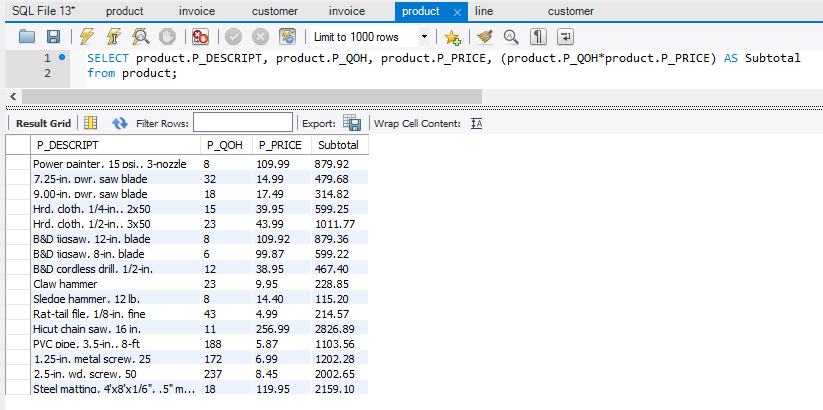 SQL File 13* product invoice customer invoice product × line customer
Limit to 1000 rows
1 SELECT product.P_DESCRIPT, product.P_QOH, product.P_PRICE, (product.P_QOH*product.P_PRICE) AS Subtotal
2 from product;
Result Grid Filter Rows: Export: Wrap Cell Content:
P_DESCRIPT P_QOH P_PRICE Subtotal
Power painter, 15 psi., 3-nozzle 8 109.99 879.92
7.25-in. pwr. saw blade 32 14.99 479.68
9.00-in. pwr. saw blade 18 17.49 314.82
Hrd. cloth, 1/4-in., 2x50 15 39.95 599.25
Hrd. cloth, 1/2-in., 3x50 23 43.99 1011.77
B&D jigsaw, 12-in. blade 8 109.92 879.36
B&D jigsaw, 8-in. blade 6 99.87 599.22
B&D cordless drill, 1/2-in. 12 38.95 467.40
Claw hammer 23 9.95 228.85
Sledge hammer, 12 lb. 8 14.40 115.20
Rat-tail file, 1/8-in. fine 43 4.99 214.57
Hicut chain saw, 16 in. 11 256.99 2826.89
PVC pipe, 3.5-in., 8-ft 188 5.87 1103.56
1.25-in. metal screw, 25 172 6.99 1202.28
2.5-in. wd. screw, 50 237 8.45 2002.65
Steel matting, 4'x8'x1/6", .5" m... 18 119.95 2159.10